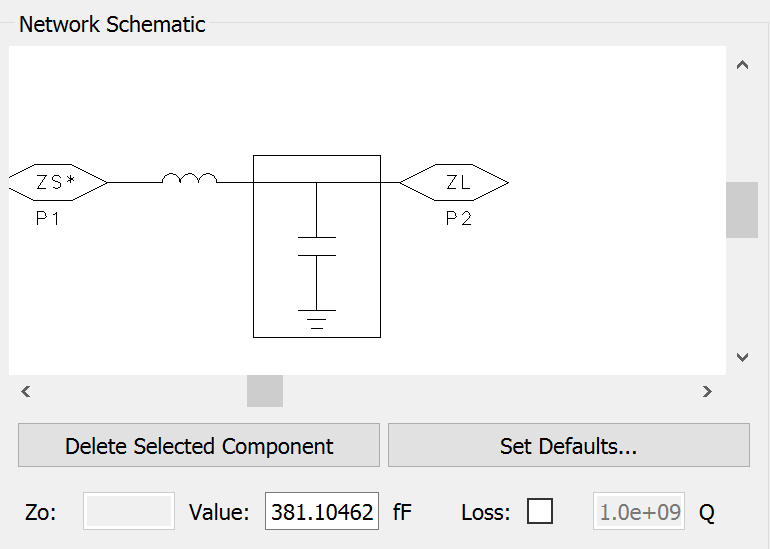 Network Schematic
ZS* ZL
P1 P2
Delete Selected Component Set Defaults...
Zo: Value: 381.10462 fF Loss: 1.0e+09 Q